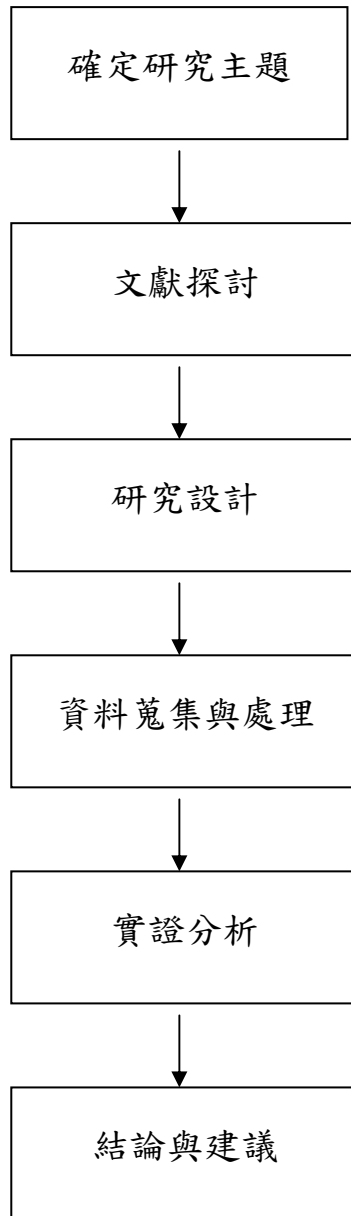 確定研究主題
文獻探討
研究設計
資料蒐集與處理
實證分析
結論與建議